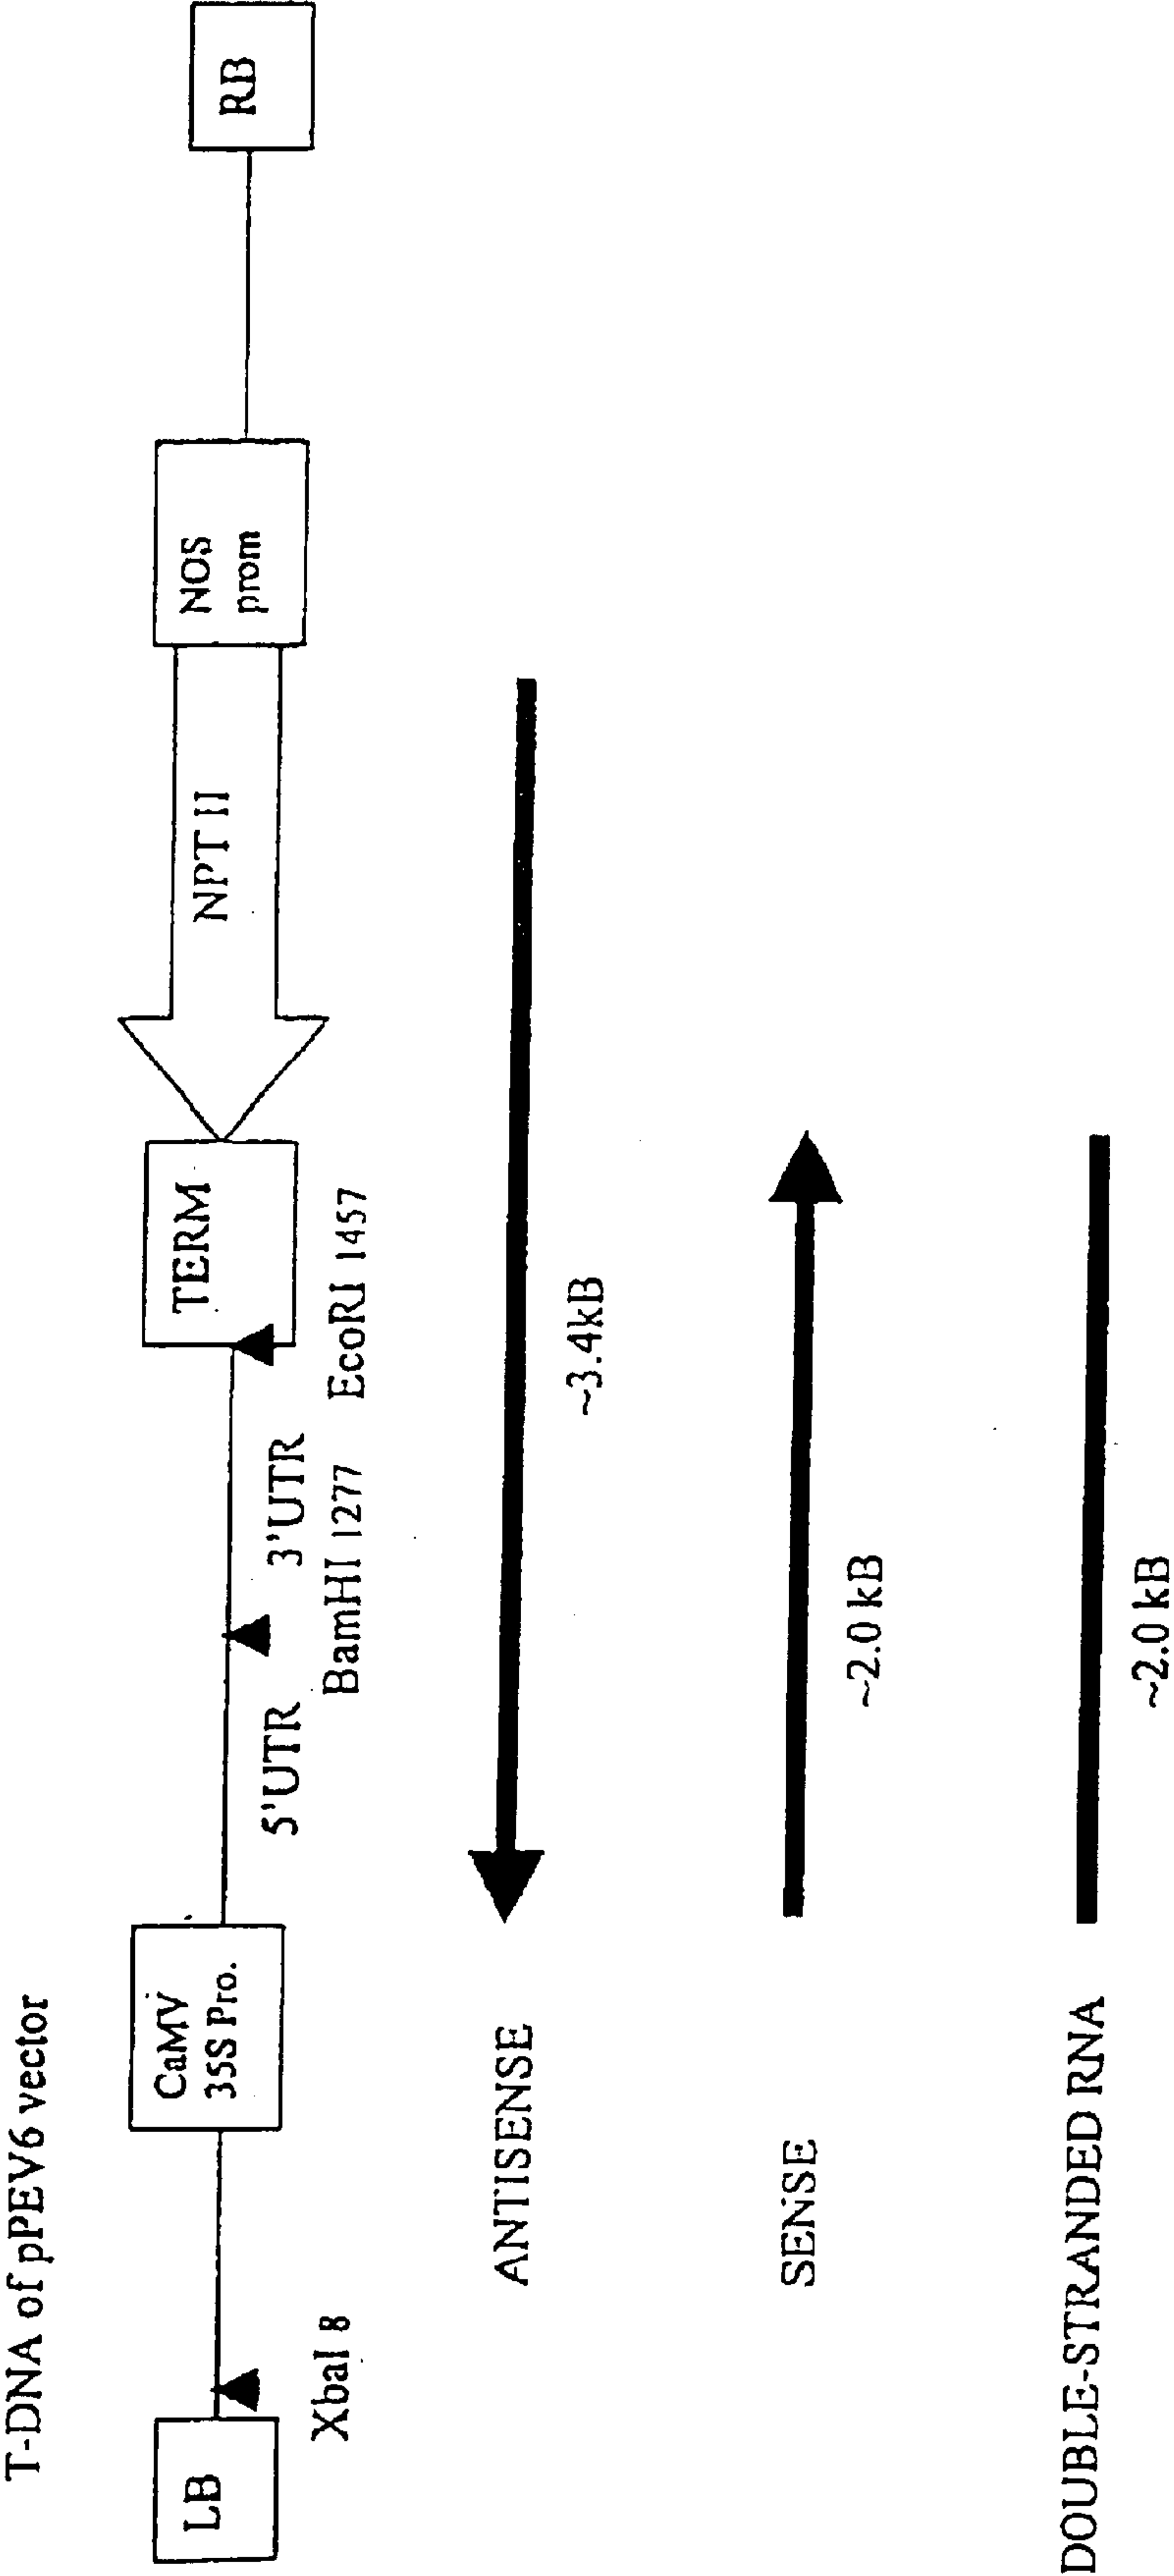 T-DNA of pPEV6 vector
LB
CaMV
35S Pro.
TERM
NPT II
NOS
prom
RB
XbaI 8
5'UTR
3'UTR
BamHI 1277
EcoRI 1457
ANTISENSE
~3.4kB
SENSE
~2.0 kB
DOUBLE-STRANDED RNA
~2.0 kB